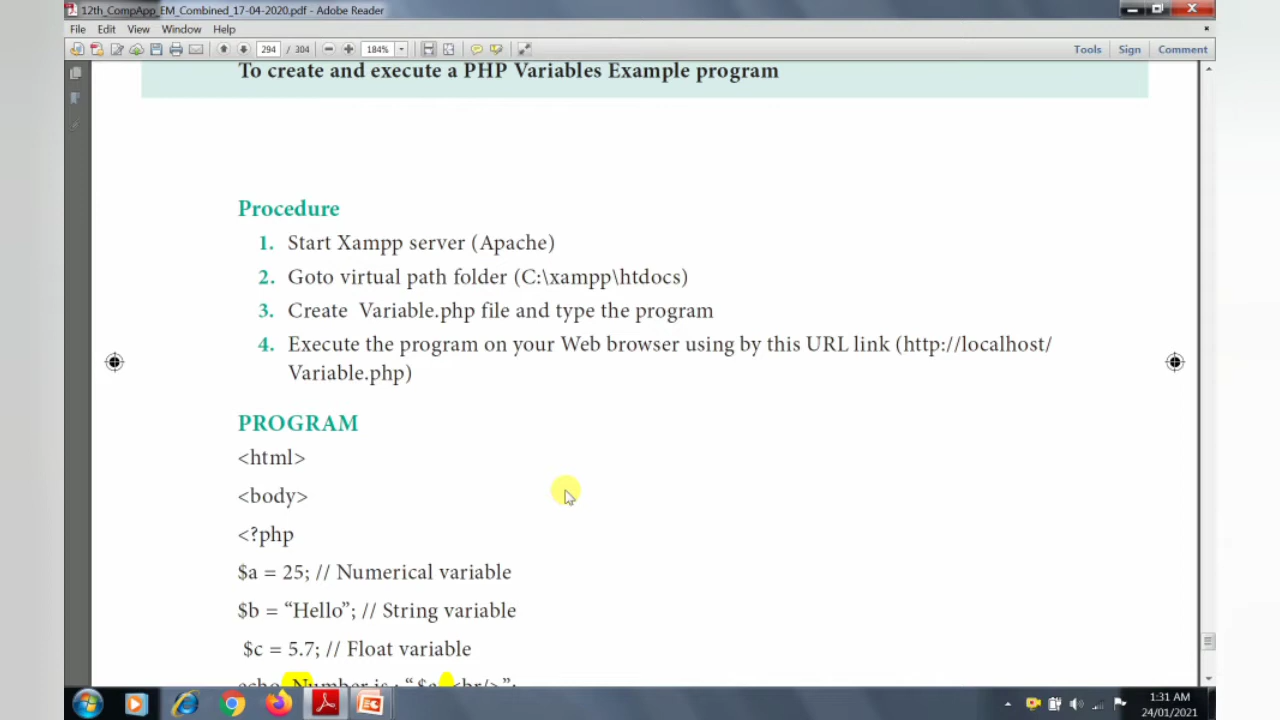 12th_CompApp_EM_Combined_17-04-2020.pdf - Adobe Reader
File Edit View Window Help
294 / 304 184% Tools Sign Comment
To create and execute a PHP Variables Example program
Procedure
1. Start Xampp server (Apache)
2. Goto virtual path folder (C:\xampp\htdocs)
3. Create Variable.php file and type the program
4. Execute the program on your Web browser using by this URL link (http://localhost/
Variable.php)
PROGRAM
<html>
<body>
<?php
$a = 25; // Numerical variable
$b = “Hello”; // String variable
$c = 5.7; // Float variable
echo Number is : “ $a <br/>”;
1:31 AM
24/01/2021